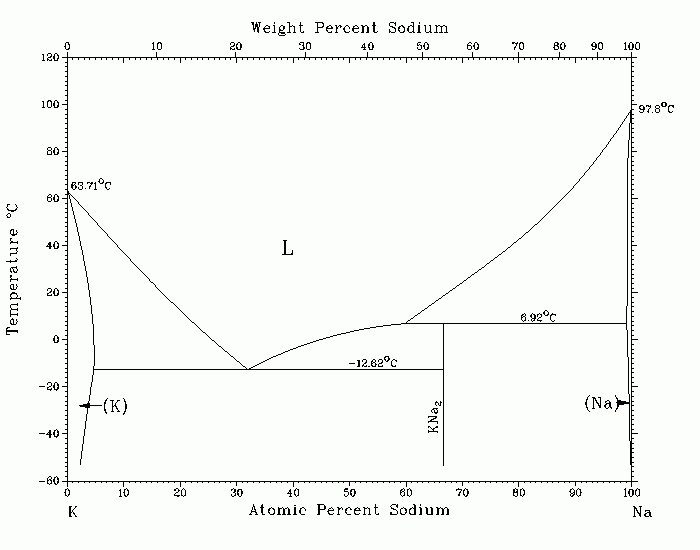 Weight Percent Sodium
0 10 20 30 40 50 60 70 80 90 100
120
100
80
60
40
20
0
-20
-40
-60
Temperature °C
63.71°C
97.8°C
L
6.92°C
-12.62°C
(K)
KNa2
(Na)
0 10 20 30 40 50 60 70 80 90 100
K Atomic Percent Sodium Na